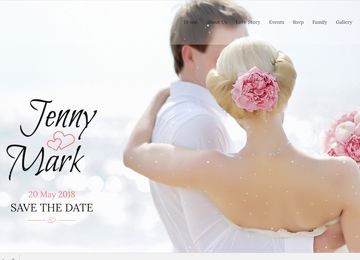 Home About Us Love Story Events Rsvp Family Gallery
Jenny
Mark
20 May 2018
SAVE THE DATE